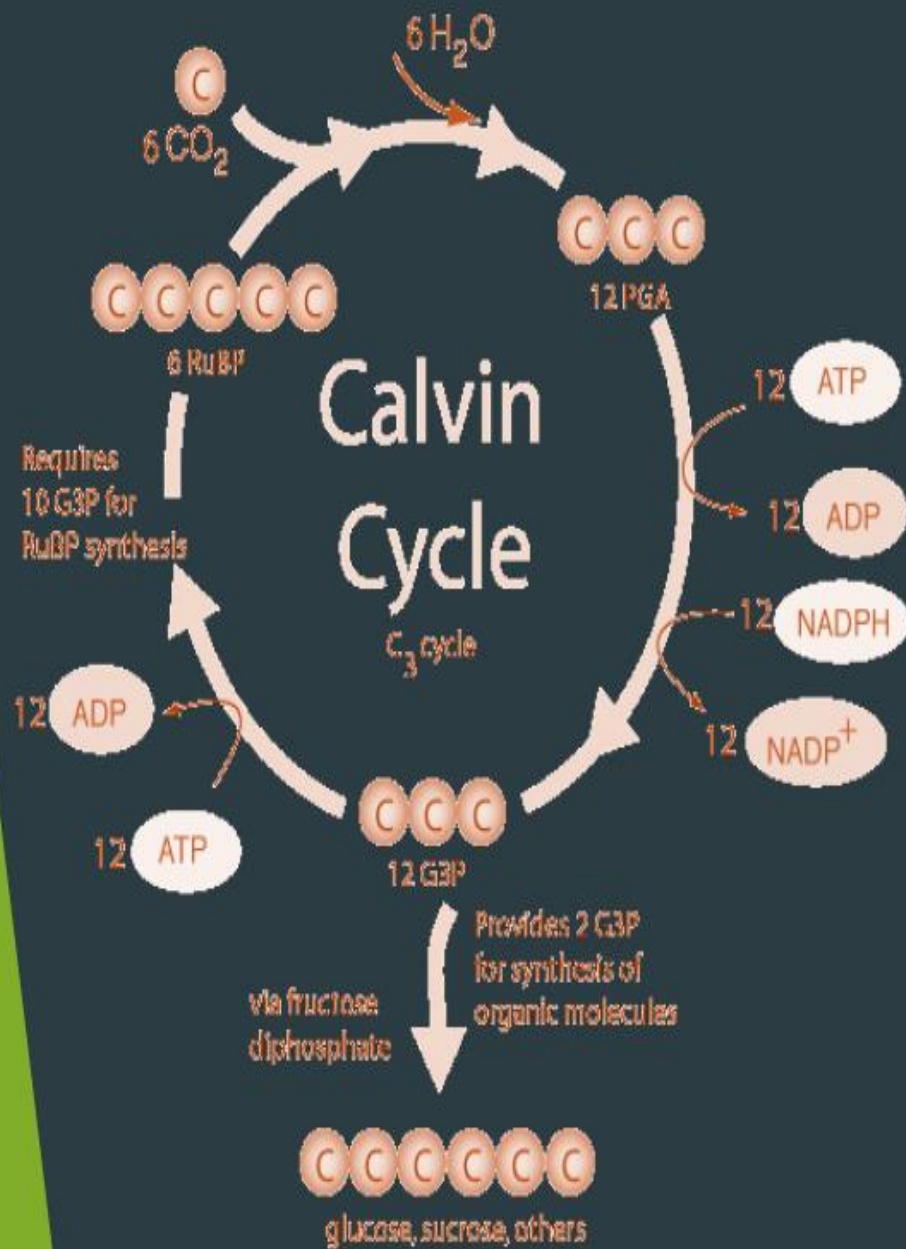 6 H₂O
C
6 CO₂
C C C
12 PGA
C C C C C
6 RuBP
Calvin
Cycle
C₃ cycle
12 ATP
12 ADP
12 NADPH
12 NADP⁺
Requires
10 G3P for
RuBP synthesis
12 ADP
12 ATP
C C C
12 G3P
Provides 2 G3P
for synthesis of
organic molecules
via fructose
diphosphate
C C C C C C
glucose, sucrose, others